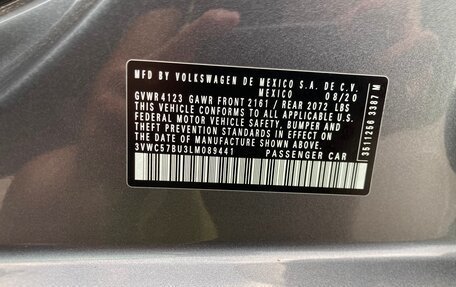 MFD BY VOLKSWAGEN DE MEXICO S.A. DE C.V.
MEXICO 08/20
GVWR 4123 GAWR FRONT 2161 / REAR 2072 LBS
THIS VEHICLE CONFORMS TO ALL APPLICABLE U.S.
FEDERAL MOTOR VEHICLE SAFETY, BUMPER AND
THEFT PREVENTION STANDARDS IN EFFECT ON THE
DATE OF MANUFACTURE SHOWN ABOVE.
3VWC57BU3LM089441
PASSENGER CAR
3511256 3387 M